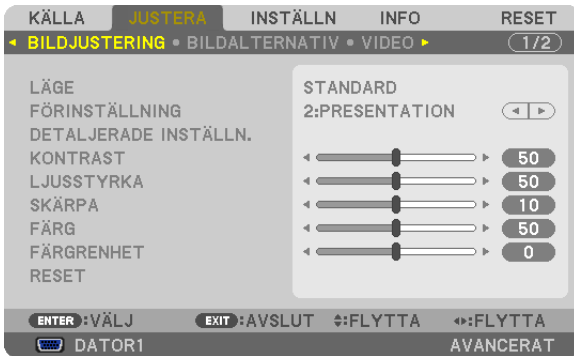 KÄLLA JUSTERA INSTÄLLN INFO RESET
BILDJUSTERING • BILDALTERNATIV • VIDEO 1/2
LÄGE STANDARD
FÖRINSTÄLLNING 2:PRESENTATION
DETALJERADE INSTÄLLN.
KONTRAST 50
LJUSSTYRKA 50
SKÄRPA 10
FÄRG 50
FÄRGRENHET 0
RESET
ENTER:VÄLJ EXIT:AVSLUT :FLYTTA :FLYTTA
DATOR1 AVANCERAT